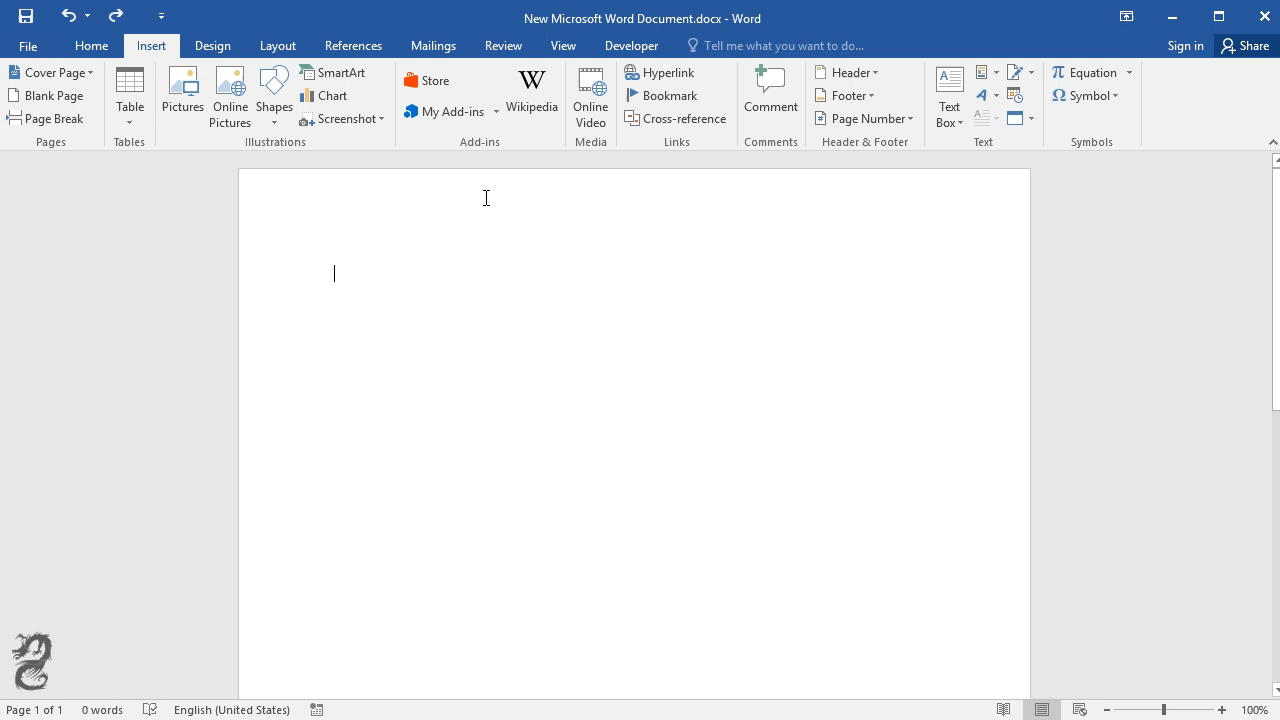 New Microsoft Word Document.docx - Word
File Home Insert Design Layout References Mailings Review View Developer Tell me what you want to do... Sign in Share
Cover Page
Blank Page
Page Break
Pages
Table
Tables
Pictures
Online
Pictures
Shapes
SmartArt
Chart
Screenshot
Illustrations
Store
My Add-ins
W
Wikipedia
Add-ins
Online
Video
Media
Hyperlink
Bookmark
Cross-reference
Links
Comment
Comments
Header
Footer
Page Number
Header & Footer
Text
Box
Text
π Equation
Ω Symbol
Symbols
Page 1 of 1 0 words English (United States) 100%